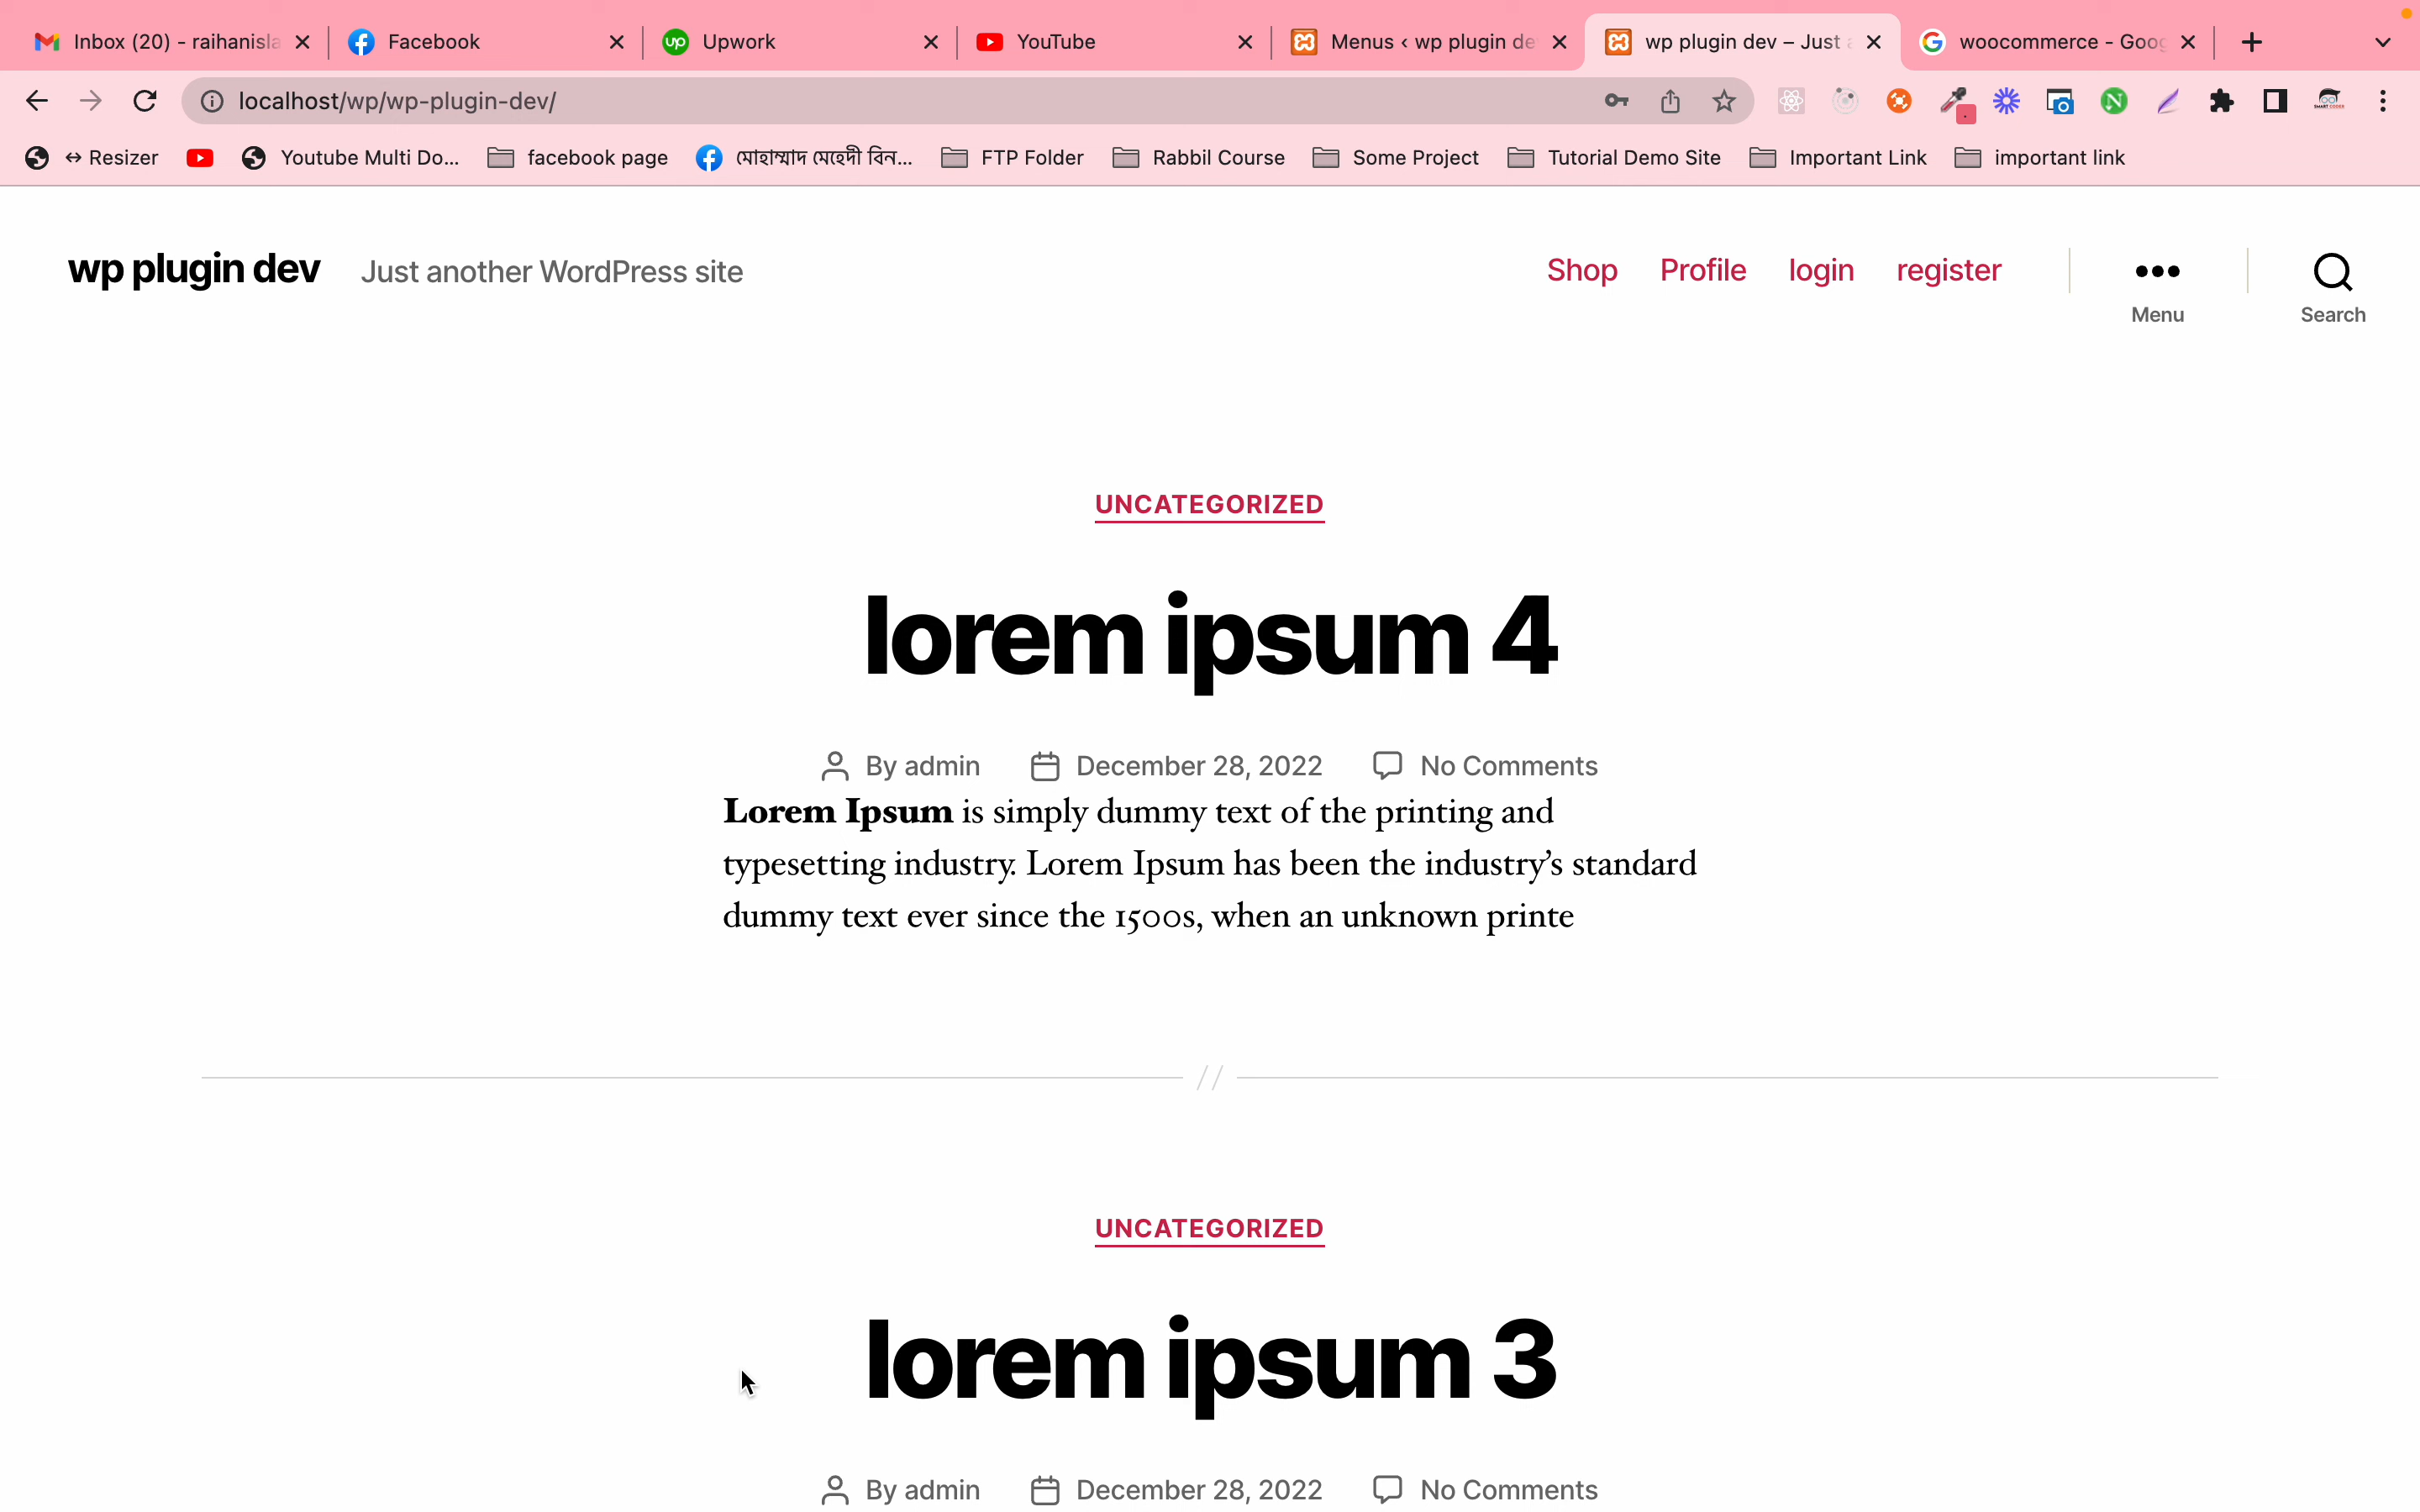 Inbox (20) - raihanisla
Facebook
Upwork
YouTube
Menus ‹ wp plugin de
wp plugin dev – Just a
woocommerce - Goog
localhost/wp/wp-plugin-dev/
↔ Resizer
Youtube Multi Do...
facebook page
মোহাম্মাদ মেহেদী বিন...
FTP Folder
Rabbil Course
Some Project
Tutorial Demo Site
Important Link
important link
wp plugin dev
Just another WordPress site
Shop
Profile
login
register
Menu
Search
UNCATEGORIZED
lorem ipsum 4
By admin
December 28, 2022
No Comments
Lorem Ipsum is simply dummy text of the printing and
typesetting industry. Lorem Ipsum has been the industry’s standard
dummy text ever since the 1500s, when an unknown printe
//
UNCATEGORIZED
lorem ipsum 3
By admin
December 28, 2022
No Comments